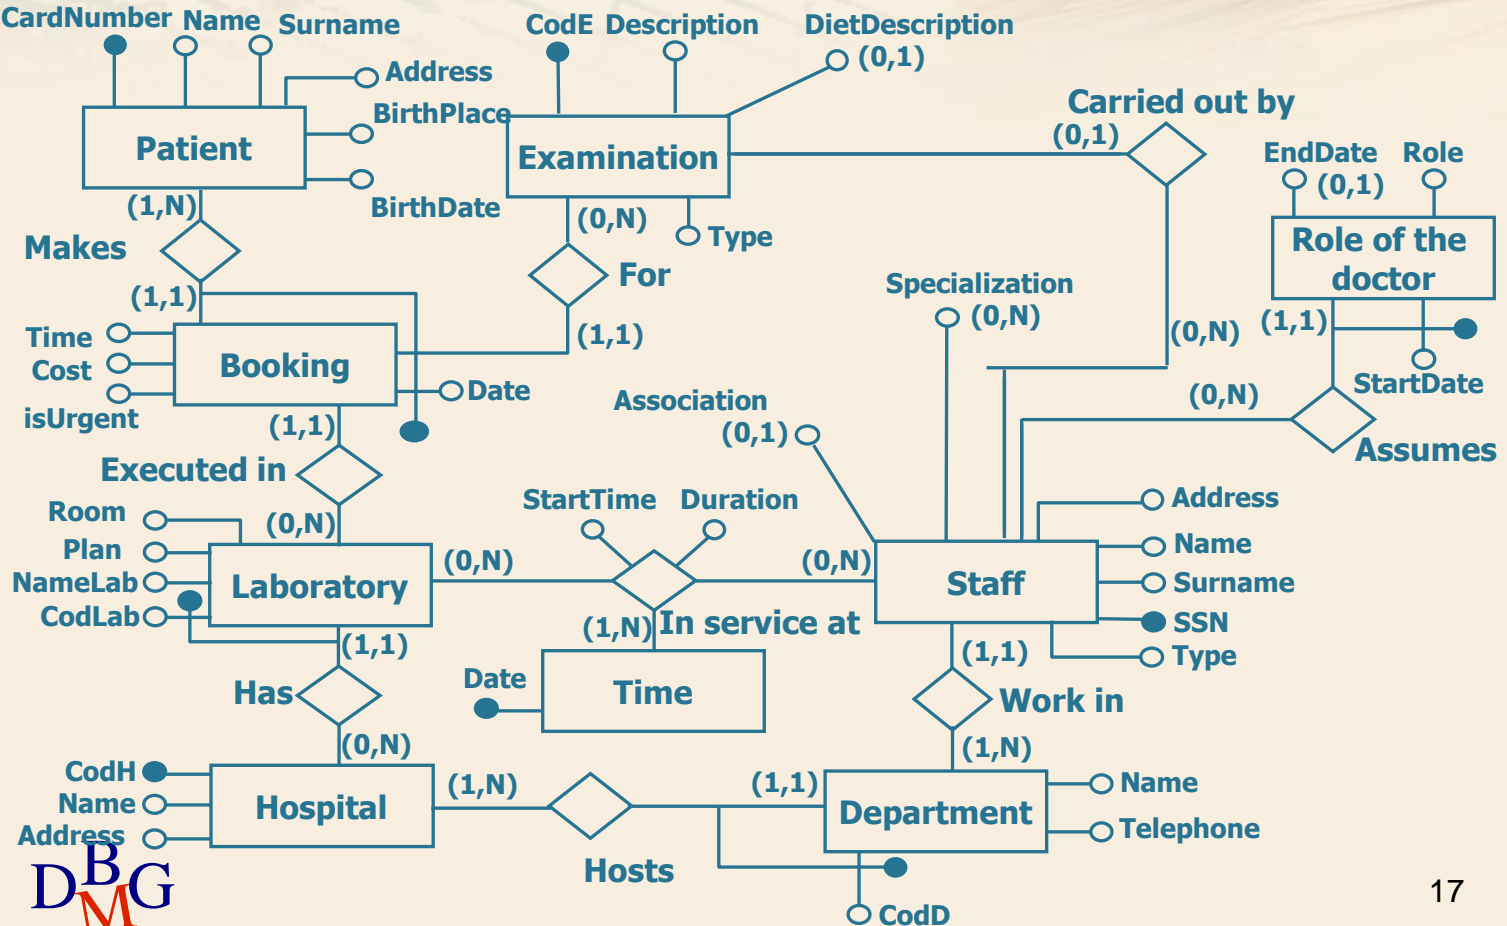 CardNumber Name Surname
CodE Description DietDescription
(0,1)
Address
BirthPlace
BirthDate
Patient
Examination
Carried out by
(0,1)
EndDate Role
(0,1)
Role of the
doctor
(1,N)
(0,N)
Type
Makes
For
(1,1)
(1,1)
Specialization
(0,N)
(0,N)
(1,1)
StartDate
Time
Cost
isUrgent
Booking
Date
Association
(0,1)
(0,N)
Assumes
(1,1)
Executed in
(0,N)
Room
Plan
NameLab
CodLab
Laboratory
(0,N)
StartTime Duration
(0,N)
(1,N)
In service at
Staff
Address
Name
Surname
SSN
Type
(1,1)
Has
(0,N)
Date
Time
(1,1)
Work in
(1,N)
CodH
Name
Address
Hospital
(1,N)
Hosts
(1,1)
Department
Name
Telephone
CodD
DBMG
17